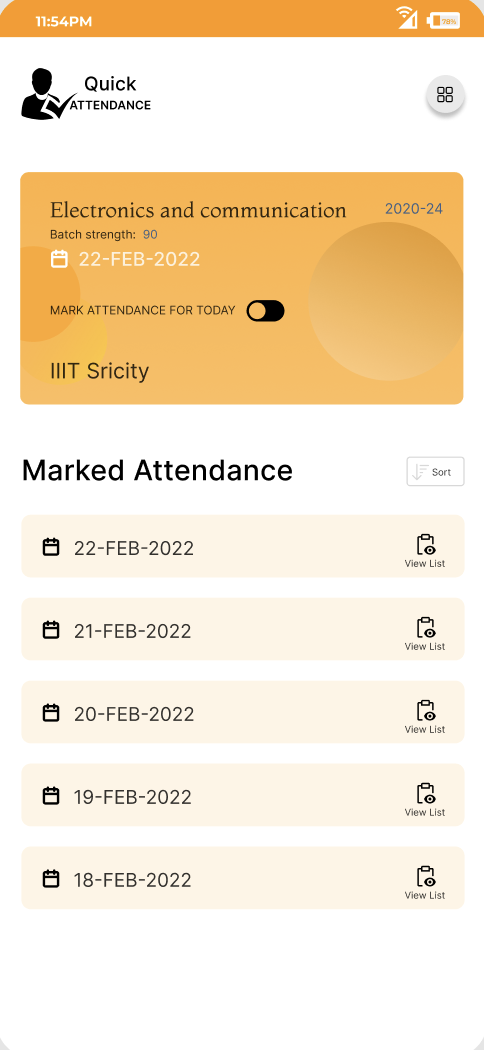 11:54PM
78%
Quick
ATTENDANCE
Electronics and communication
2020-24
Batch strength: 90
22-FEB-2022
MARK ATTENDANCE FOR TODAY
IIIT Sricity
Marked Attendance
Sort
22-FEB-2022
View List
21-FEB-2022
View List
20-FEB-2022
View List
19-FEB-2022
View List
18-FEB-2022
View List